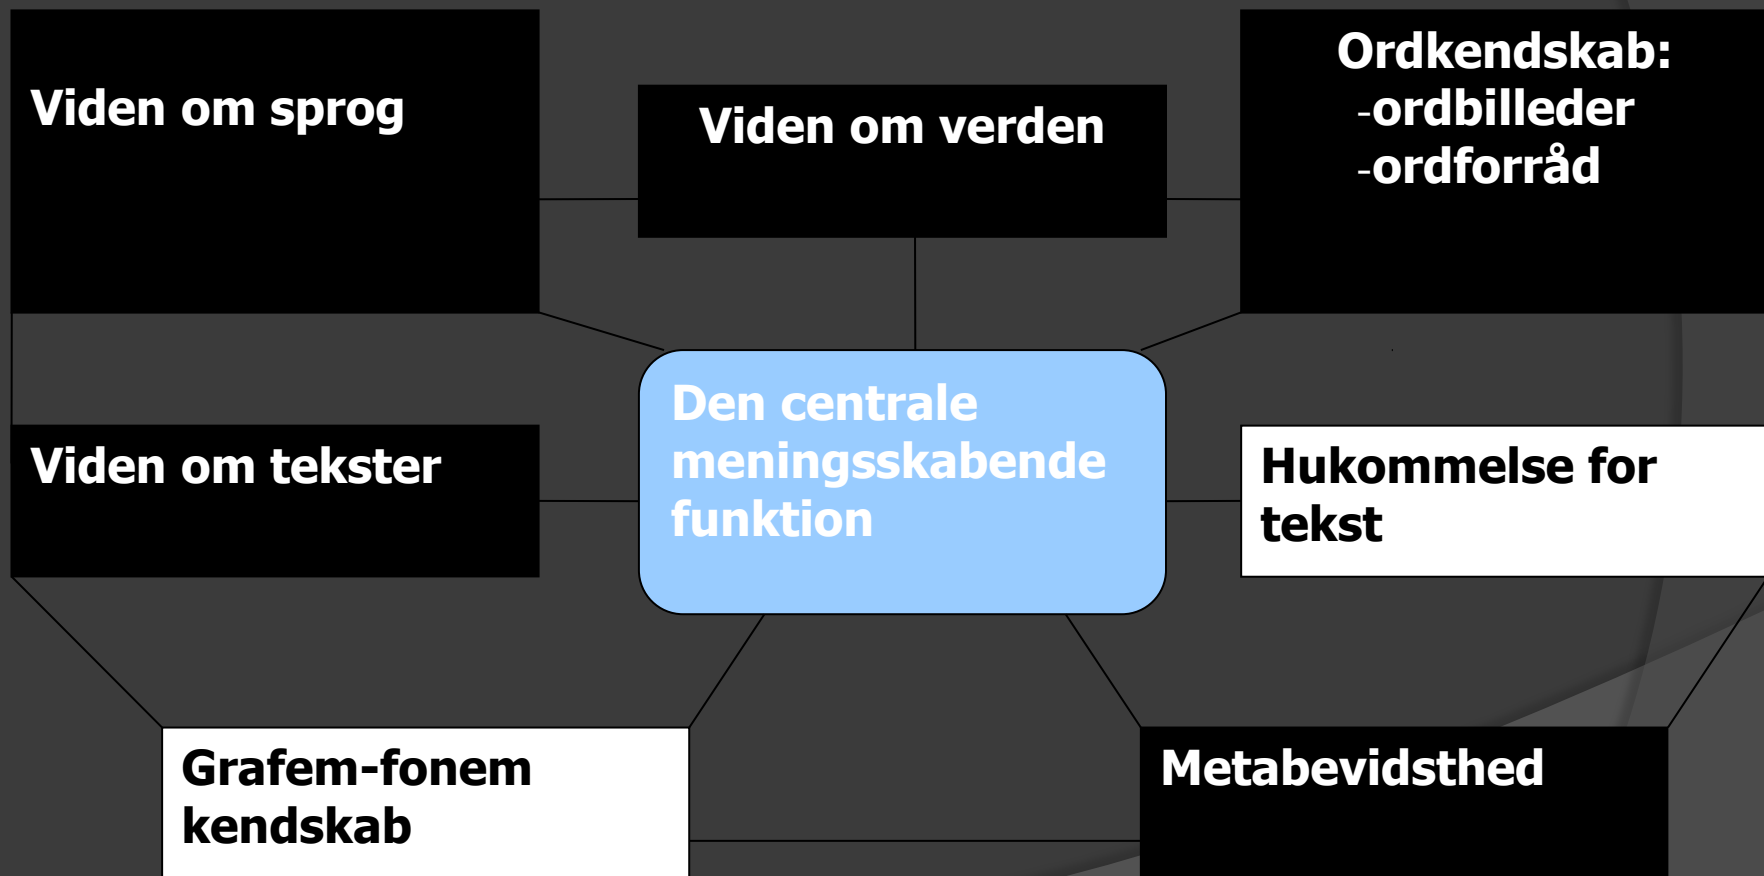 Viden om sprog
Viden om verden
Ordkendskab:
-ordbilleder
-ordforråd
Den centrale
meningsskabende
funktion
Viden om tekster
Hukommelse for
tekst
Grafem-fonem
kendskab
Metabevidsthed